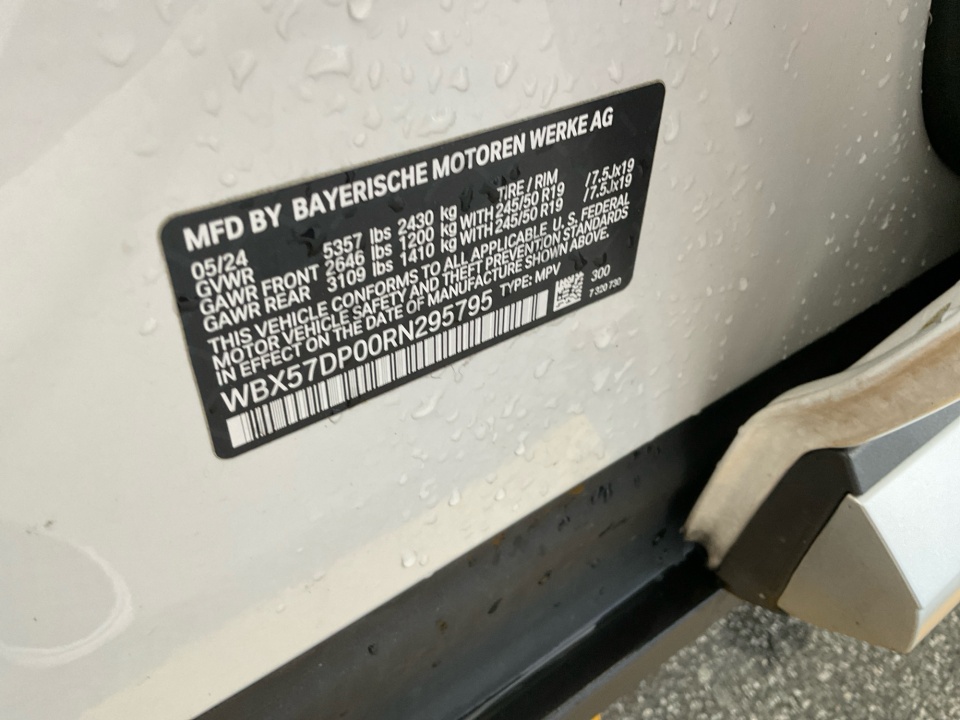 MFD BY BAYERISCHE MOTOREN WERKE AG
05/24 TIRE / RIM
GVWR 5357 lbs 2430 kg
GAWR FRONT 2646 lbs 1200 kg WITH 245/50 R19 /7.5Jx19
GAWR REAR 3109 lbs 1410 kg WITH 245/50 R19 /7.5Jx19
THIS VEHICLE CONFORMS TO ALL APPLICABLE U.S. FEDERAL
MOTOR VEHICLE SAFETY AND THEFT PREVENTION STANDARDS
IN EFFECT ON THE DATE OF MANUFACTURE SHOWN ABOVE.
WBX57DP00RN295795 TYPE: MPV
300
7 320 730